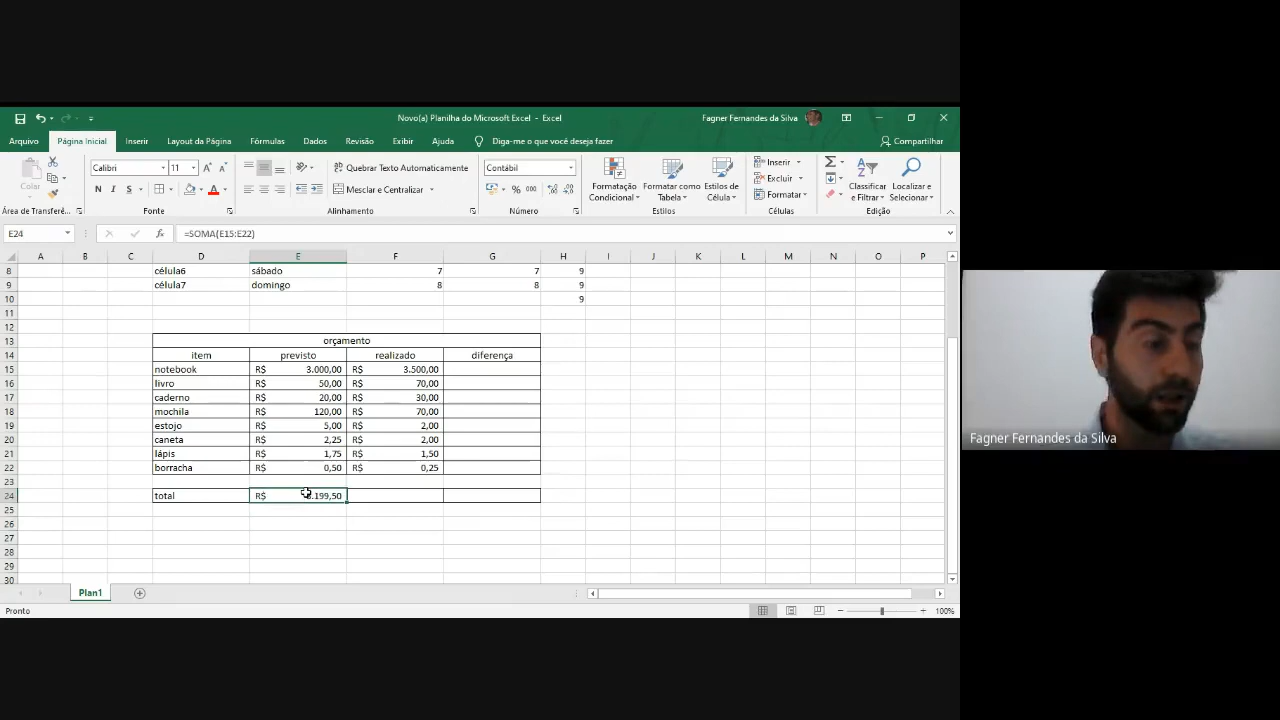 Novo(a) Planilha do Microsoft Excel - Excel
Fagner Fernandes da Silva
Arquivo Página Inicial Inserir Layout da Página Fórmulas Dados Revisão Exibir Ajuda Diga-me o que você deseja fazer Compartilhar
Colar
Calibri 11
Quebrar Texto Automaticamente
Contábil
Formatação Condicional
Formatar como Tabela
Estilos de Célula
Inserir
Excluir
Formatar
Classificar e Filtrar
Localizar e Selecionar
N I S
Mesclar e Centralizar
% 000
Área de Transferê... Fonte Alinhamento Número Estilos Células Edição
E24 fx =SOMA(E15:E22)
A B C D E F G H I J K L M N O P
8 célula6 sábado 7 7 9
9 célula7 domingo 8 8 9
10 9
11
12
13 orçamento
14 item previsto realizado diferença
15 notebook R$ 3.000,00 R$ 3.500,00
16 livro R$ 50,00 R$ 70,00
17 caderno R$ 20,00 R$ 30,00
18 mochila R$ 120,00 R$ 70,00
19 estojo R$ 5,00 R$ 2,00
20 caneta R$ 2,25 R$ 2,00
21 lápis R$ 1,75 R$ 1,50
22 borracha R$ 0,50 R$ 0,25
23
24 total R$ .199,50
25
26
27
28
29
30
Plan1
Pronto
100%
Fagner Fernandes da Silva